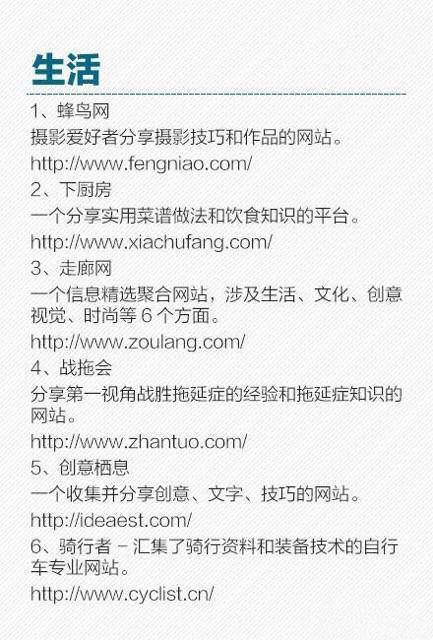 生活
1、蜂鸟网
摄影爱好者分享摄影技巧和作品的网站。
http://www.fengniao.com/
2、下厨房
一个分享实用菜谱做法和饮食知识的平台。
http://www.xiachufang.com/
3、走廊网
一个信息精选聚合网站，涉及生活、文化、创意
视觉、时尚等 6 个方面。
http://www.zoulang.com/
4、战拖会
分享第一视角战胜拖延症的经验和拖延症知识的
网站。
http://www.zhantuo.com/
5、创意栖息
一个收集并分享创意、文字、技巧的网站。
http://ideaest.com/
6、骑行者 – 汇集了骑行资料和装备技术的自行
车专业网站。
http://www.cyclist.cn/